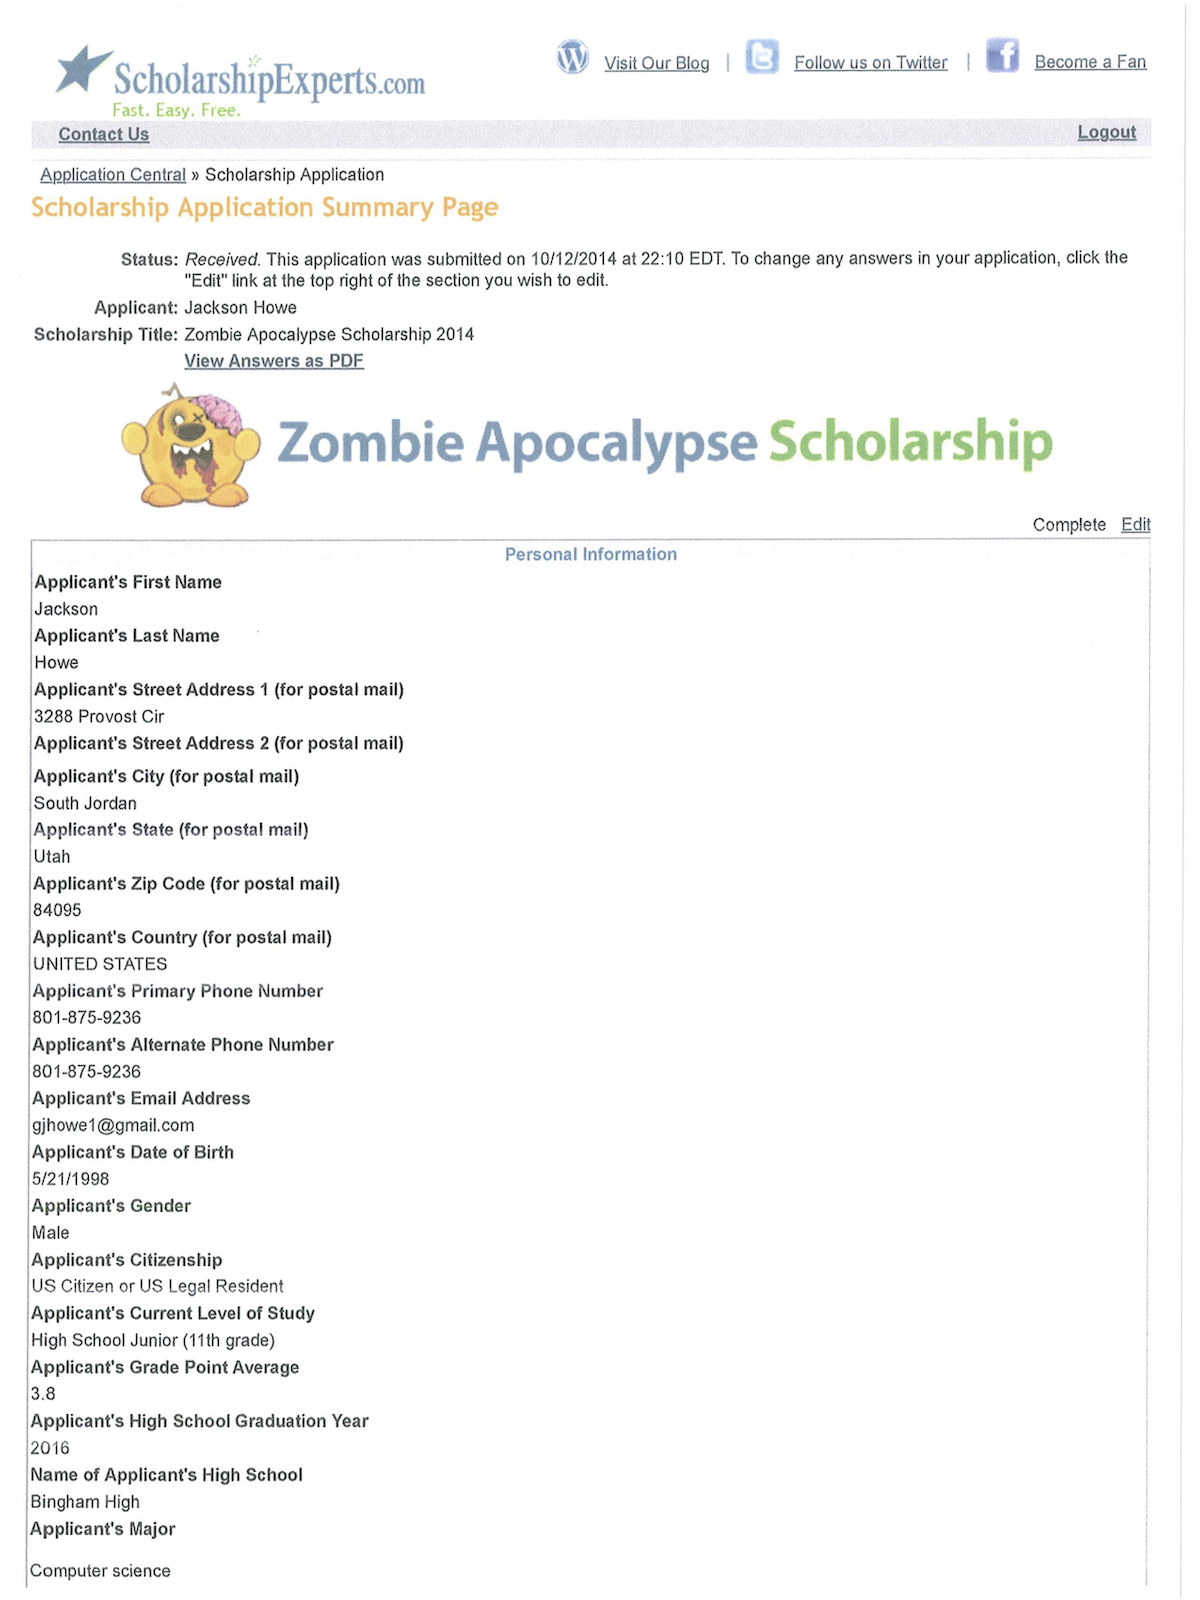 ScholarshipExperts.com
Fast. Easy. Free.
Visit Our Blog | Follow us on Twitter | Become a Fan
Contact Us Logout
Application Central » Scholarship Application
Scholarship Application Summary Page
Status: Received. This application was submitted on 10/12/2014 at 22:10 EDT. To change any answers in your application, click the
"Edit" link at the top right of the section you wish to edit.
Applicant: Jackson Howe
Scholarship Title: Zombie Apocalypse Scholarship 2014
View Answers as PDF
Zombie Apocalypse Scholarship
Complete Edit
Personal Information
Applicant's First Name
Jackson
Applicant's Last Name
Howe
Applicant's Street Address 1 (for postal mail)
3288 Provost Cir
Applicant's Street Address 2 (for postal mail)
Applicant's City (for postal mail)
South Jordan
Applicant's State (for postal mail)
Utah
Applicant's Zip Code (for postal mail)
84095
Applicant's Country (for postal mail)
UNITED STATES
Applicant's Primary Phone Number
801-875-9236
Applicant's Alternate Phone Number
801-875-9236
Applicant's Email Address
gjhowe1@gmail.com
Applicant's Date of Birth
5/21/1998
Applicant's Gender
Male
Applicant's Citizenship
US Citizen or US Legal Resident
Applicant's Current Level of Study
High School Junior (11th grade)
Applicant's Grade Point Average
3.8
Applicant's High School Graduation Year
2016
Name of Applicant's High School
Bingham High
Applicant's Major
Computer science